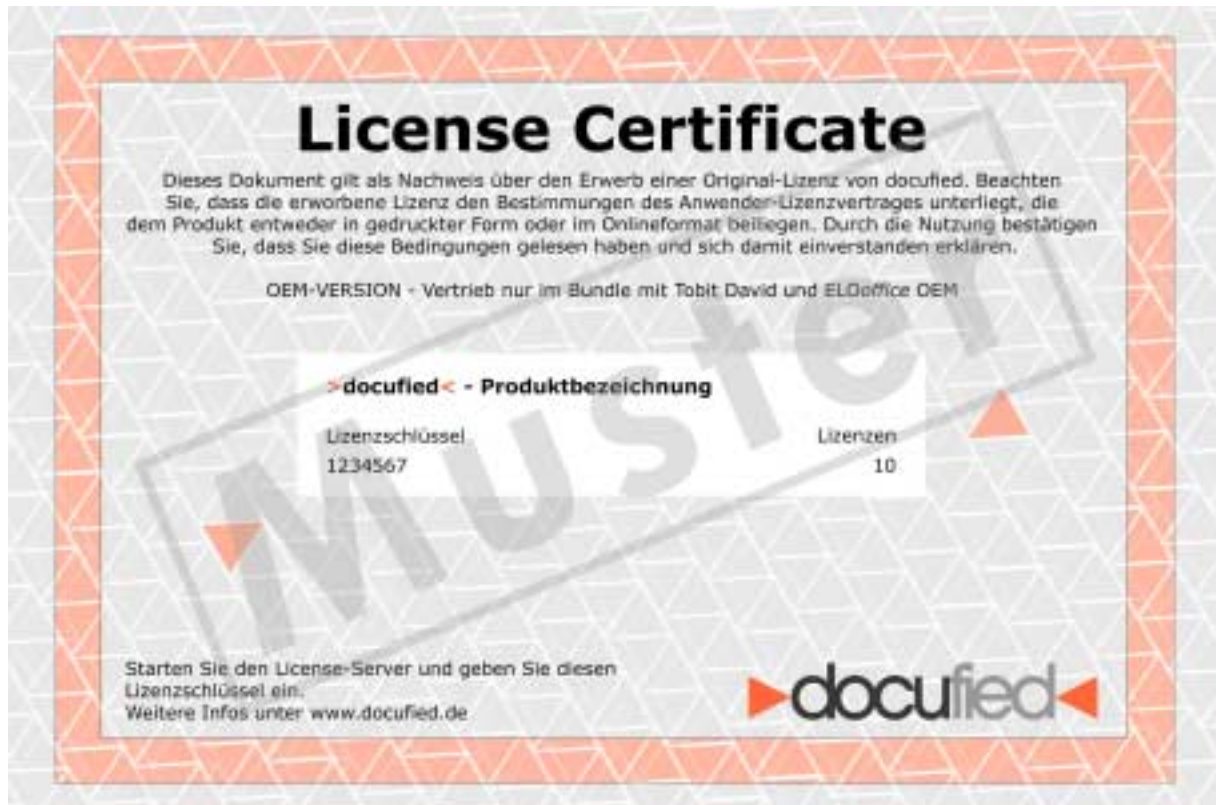 License Certificate
Dieses Dokument gilt als Nachweis über den Erwerb einer Original-Lizenz von docufied. Beachten
Sie, dass die erworbene Lizenz den Bestimmungen des Anwender-Lizenzvertrages unterliegt, die
dem Produkt entweder in gedruckter Form oder im Onlineformat beiliegen. Durch die Nutzung bestätigen
Sie, dass Sie diese Bedingungen gelesen haben und sich damit einverstanden erklären.
OEM-VERSION - Vertrieb nur im Bundle mit Tobit David und ELOoffice OEM
>docufied< - Produktbezeichnung
Lizenzschlüssel Lizenzen
1234567 10
Muster
Starten Sie den License-Server und geben Sie diesen
Lizenzschlüssel ein.
Weitere Infos unter www.docufied.de
docufied